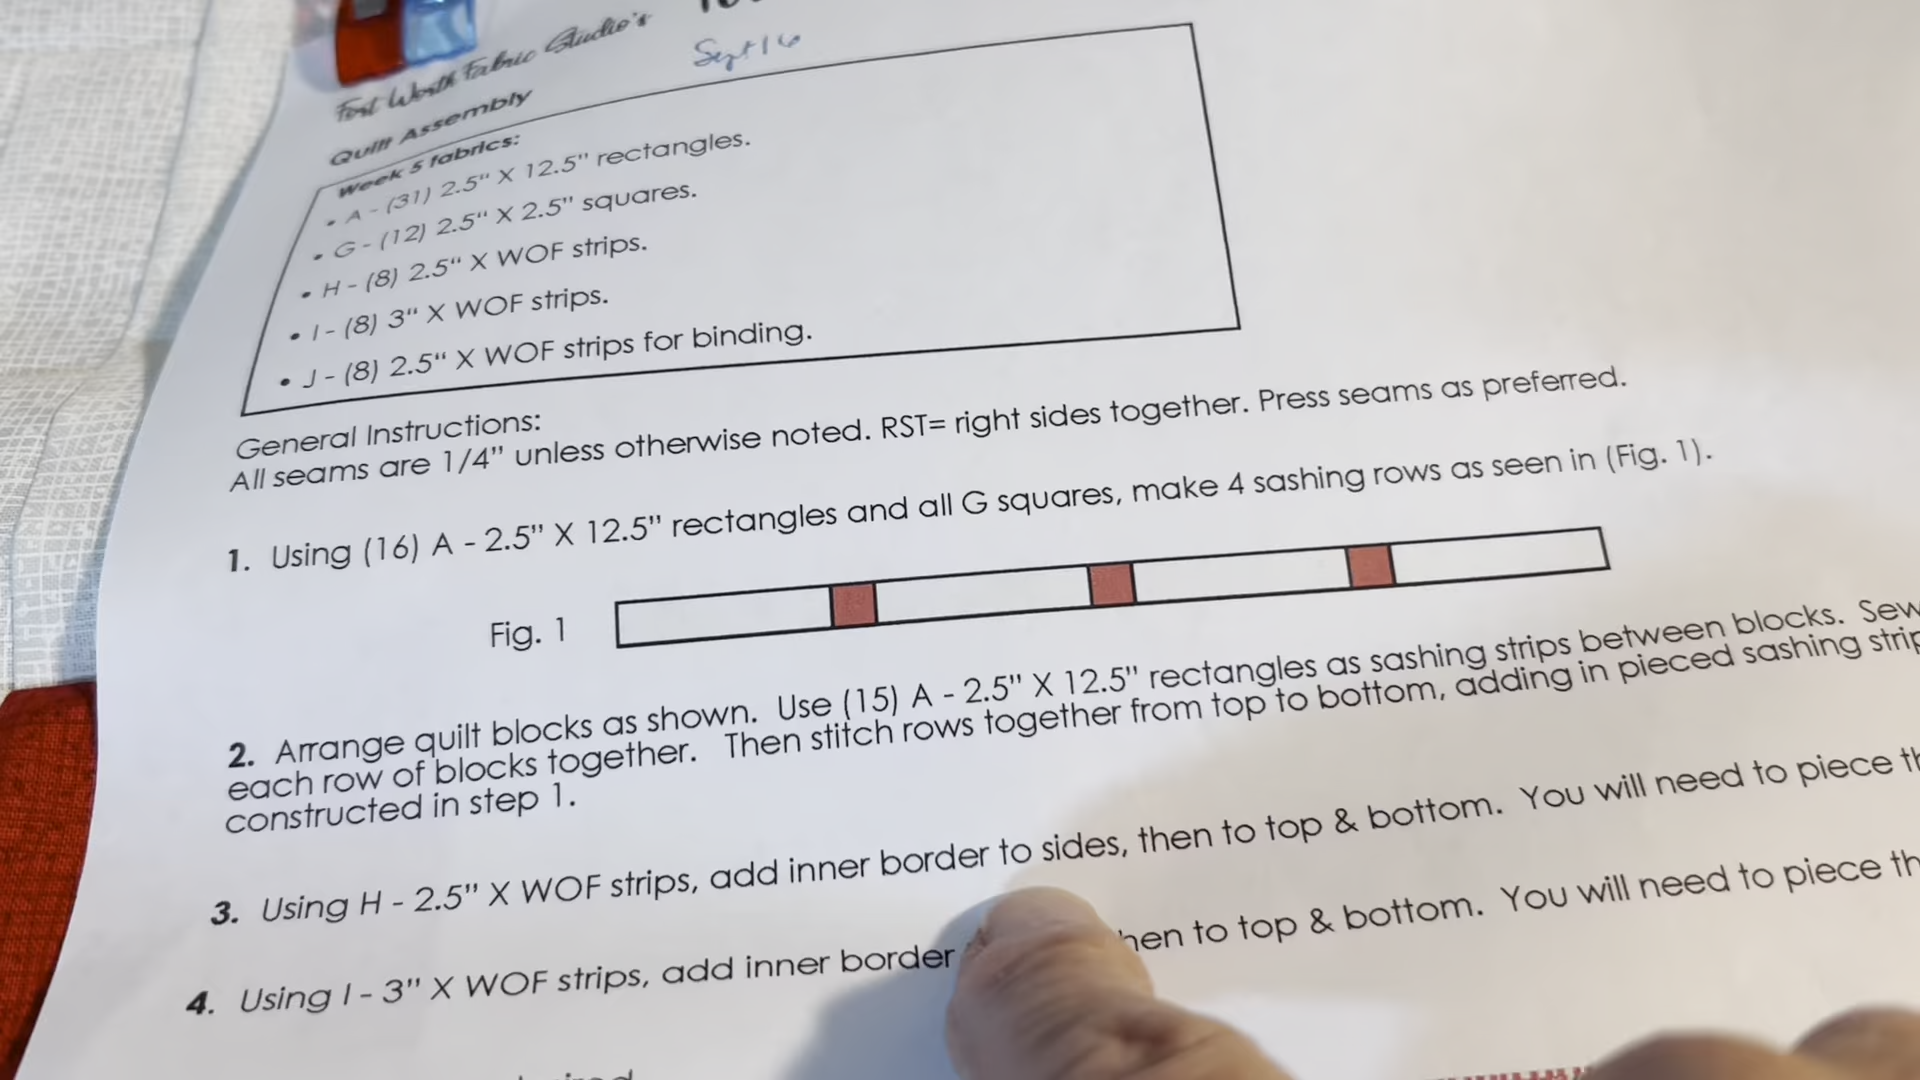 Fort Worth Fabric Studio's
Sept 16
Quilt Assembly
Week 5 fabrics:
• A - (31) 2.5" X 12.5" rectangles.
• G - (12) 2.5" X 2.5" squares.
• H - (8) 2.5" X WOF strips.
• I - (8) 3" X WOF strips.
• J - (8) 2.5" X WOF strips for binding.
General Instructions:
All seams are 1/4" unless otherwise noted. RST= right sides together. Press seams as preferred.
1. Using (16) A - 2.5" X 12.5" rectangles and all G squares, make 4 sashing rows as seen in (Fig. 1).
Fig. 1
2. Arrange quilt blocks as shown. Use (15) A - 2.5" X 12.5" rectangles as sashing strips between blocks. Sew
each row of blocks together. Then stitch rows together from top to bottom, adding in pieced sashing strip
constructed in step 1.
3. Using H - 2.5" X WOF strips, add inner border to sides, then to top & bottom. You will need to piece th
4. Using I - 3" X WOF strips, add inner border hen to top & bottom. You will need to piece th